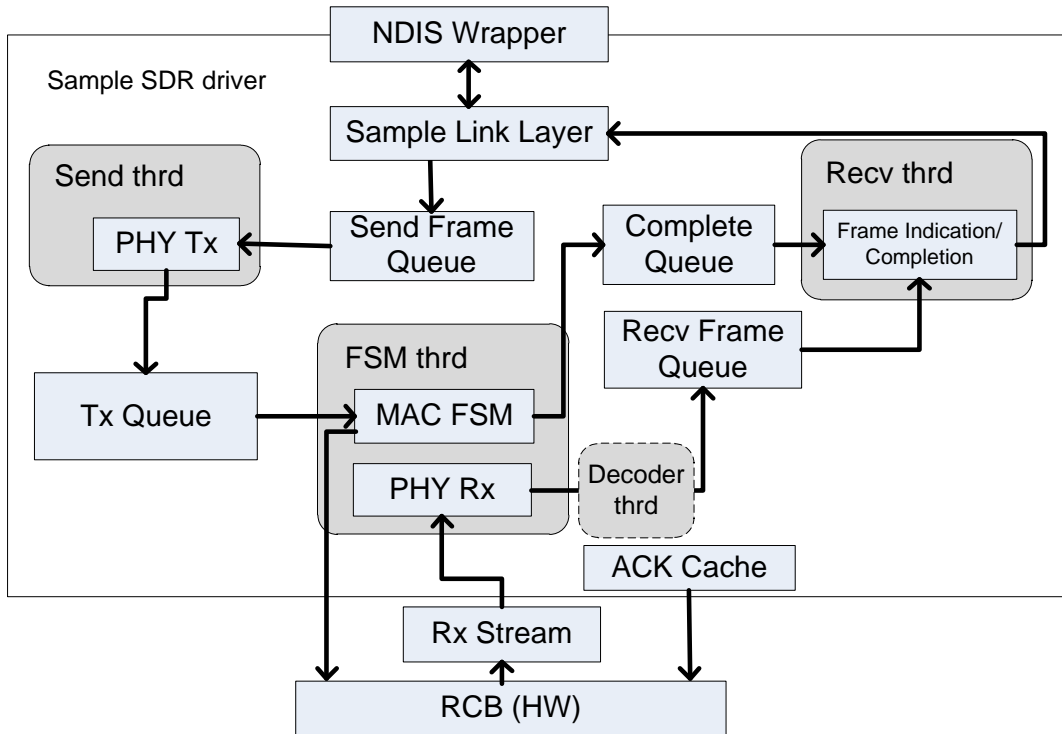 NDIS Wrapper
Sample SDR driver
Sample Link Layer
Send thrd
PHY Tx
Send Frame
Queue
Complete
Queue
Recv thrd
Frame Indication/
Completion
Recv Frame
Queue
FSM thrd
Tx Queue
MAC FSM
PHY Rx
Decoder
thrd
ACK Cache
Rx Stream
RCB (HW)